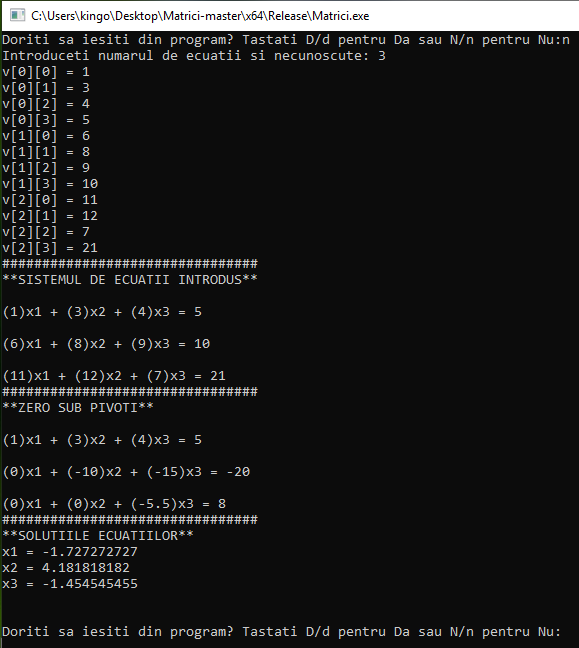 C:\Users\kingo\Desktop\Matrici-master\x64\Release\Matrici.exe
Doriti sa iesiti din program? Tastati D/d pentru Da sau N/n pentru Nu:n
Introduceti numarul de ecuatii si necunoscute: 3
v[0][0] = 1
v[0][1] = 3
v[0][2] = 4
v[0][3] = 5
v[1][0] = 6
v[1][1] = 8
v[1][2] = 9
v[1][3] = 10
v[2][0] = 11
v[2][1] = 12
v[2][2] = 7
v[2][3] = 21
################################
**SISTEMUL DE ECUATII INTRODUS**
(1)x1 + (3)x2 + (4)x3 = 5
(6)x1 + (8)x2 + (9)x3 = 10
(11)x1 + (12)x2 + (7)x3 = 21
################################
**ZERO SUB PIVOTI**
(1)x1 + (3)x2 + (4)x3 = 5
(0)x1 + (-10)x2 + (-15)x3 = -20
(0)x1 + (0)x2 + (-5.5)x3 = 8
################################
**SOLUTIILE ECUATIILOR**
x1 = -1.727272727
x2 = 4.181818182
x3 = -1.454545455
Doriti sa iesiti din program? Tastati D/d pentru Da sau N/n pentru Nu: